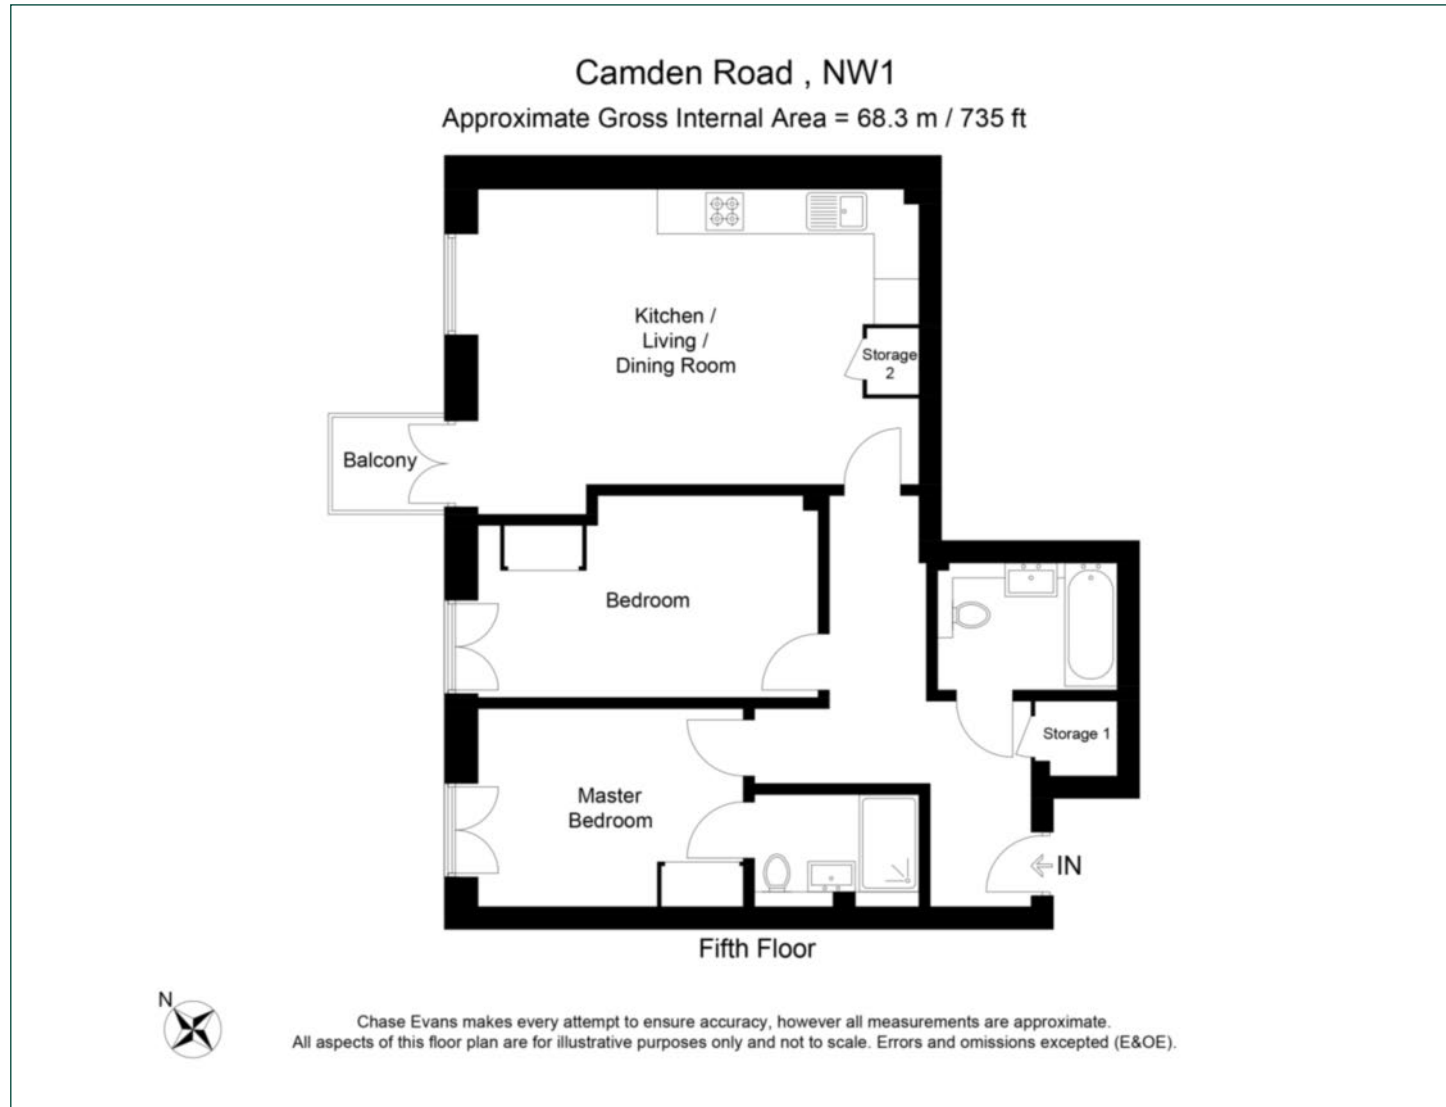 Camden Road , NW1
Approximate Gross Internal Area = 68.3 m / 735 ft
Kitchen /
Living /
Dining Room
Storage
2
Balcony
Bedroom
Storage 1
Master
Bedroom
IN
Fifth Floor
N
Chase Evans makes every attempt to ensure accuracy, however all measurements are approximate.
All aspects of this floor plan are for illustrative purposes only and not to scale. Errors and omissions excepted (E&OE).